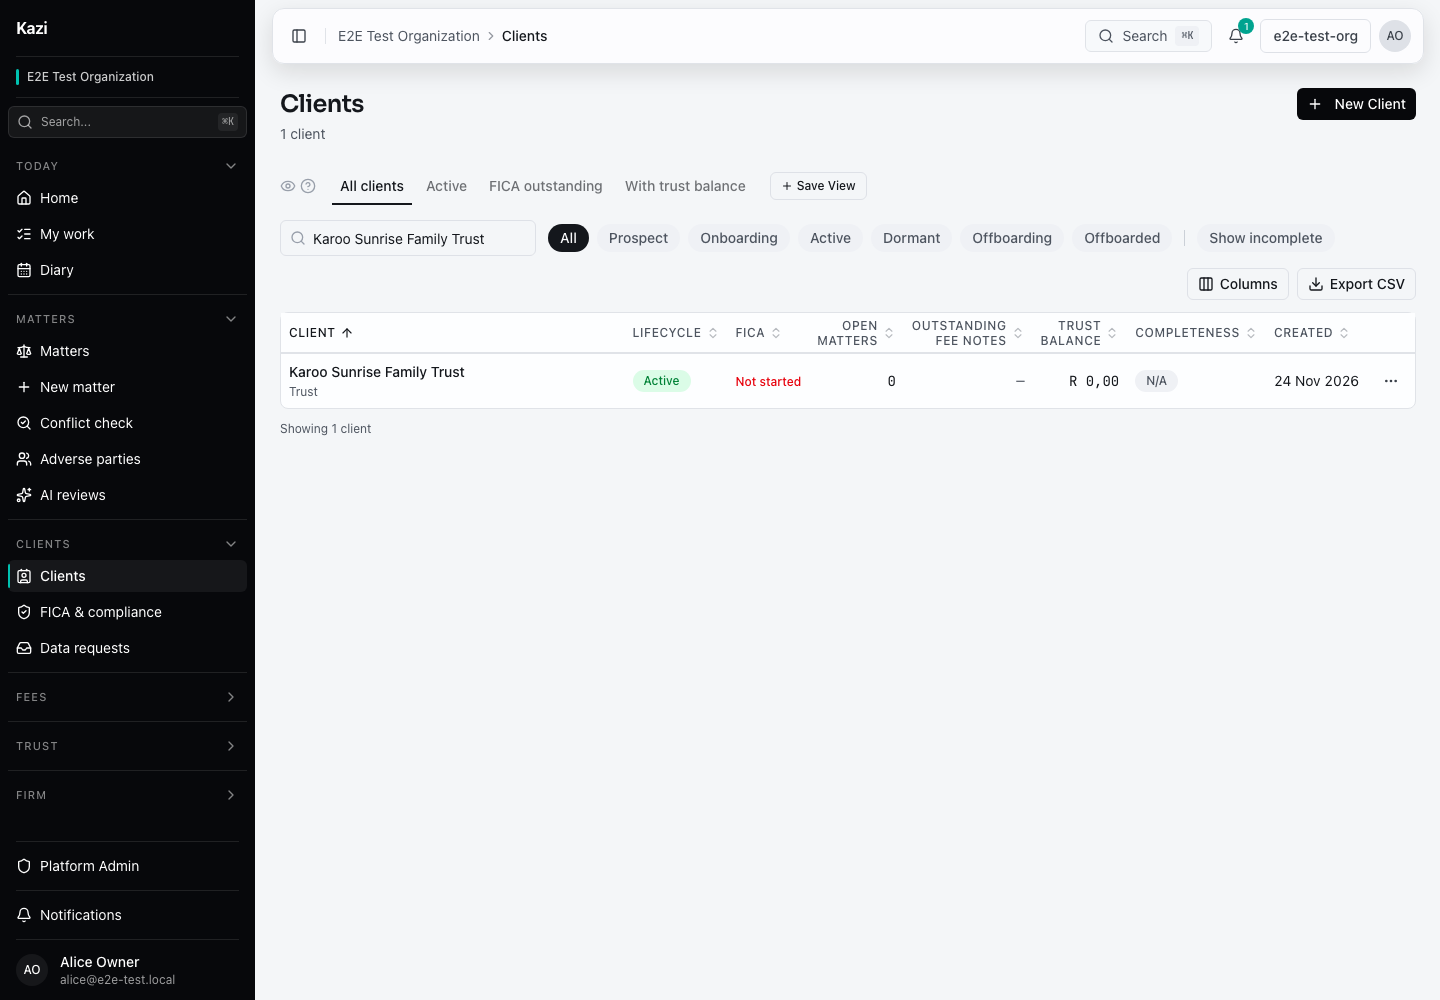 Kazi
E2E Test Organization
Search... ⌘K
TODAY
Home
My work
Diary
MATTERS
Matters
New matter
Conflict check
Adverse parties
AI reviews
CLIENTS
Clients
FICA & compliance
Data requests
FEES
TRUST
FIRM
Platform Admin
Notifications
AO
Alice Owner
alice@e2e-test.local
E2E Test Organization > Clients
Search ⌘K
1
e2e-test-org
AO
Clients
1 client
New Client
All clients Active FICA outstanding With trust balance + Save View
Karoo Sunrise Family Trust
All Prospect Onboarding Active Dormant Offboarding Offboarded Show incomplete
Columns Export CSV
CLIENT LIFECYCLE FICA OPEN MATTERS OUTSTANDING FEE NOTES TRUST BALANCE COMPLETENESS CREATED
Karoo Sunrise Family Trust
Trust
Active Not started 0 – R 0,00 N/A 24 Nov 2026
Showing 1 client